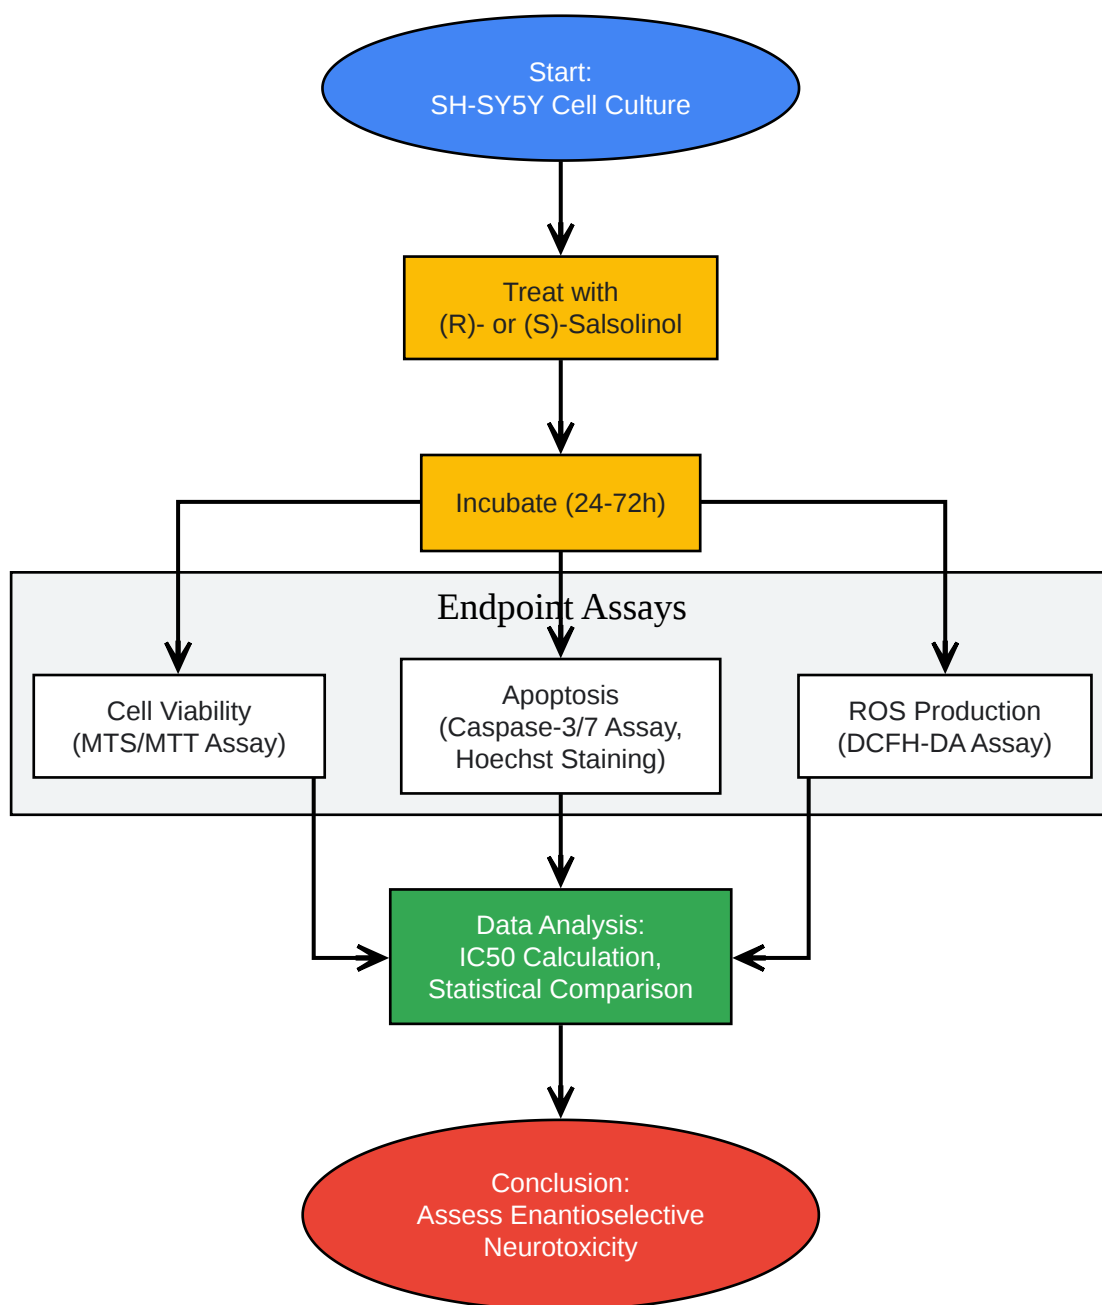 Start:
SH-SY5Y Cell Culture
Treat with
(R)- or (S)-Salsolinol
Incubate (24-72h)
Endpoint Assays
Cell Viability
(MTS/MTT Assay)
Apoptosis
(Caspase-3/7 Assay,
Hoechst Staining)
ROS Production
(DCFH-DA Assay)
Data Analysis:
IC50 Calculation,
Statistical Comparison
Conclusion:
Assess Enantioselective
Neurotoxicity